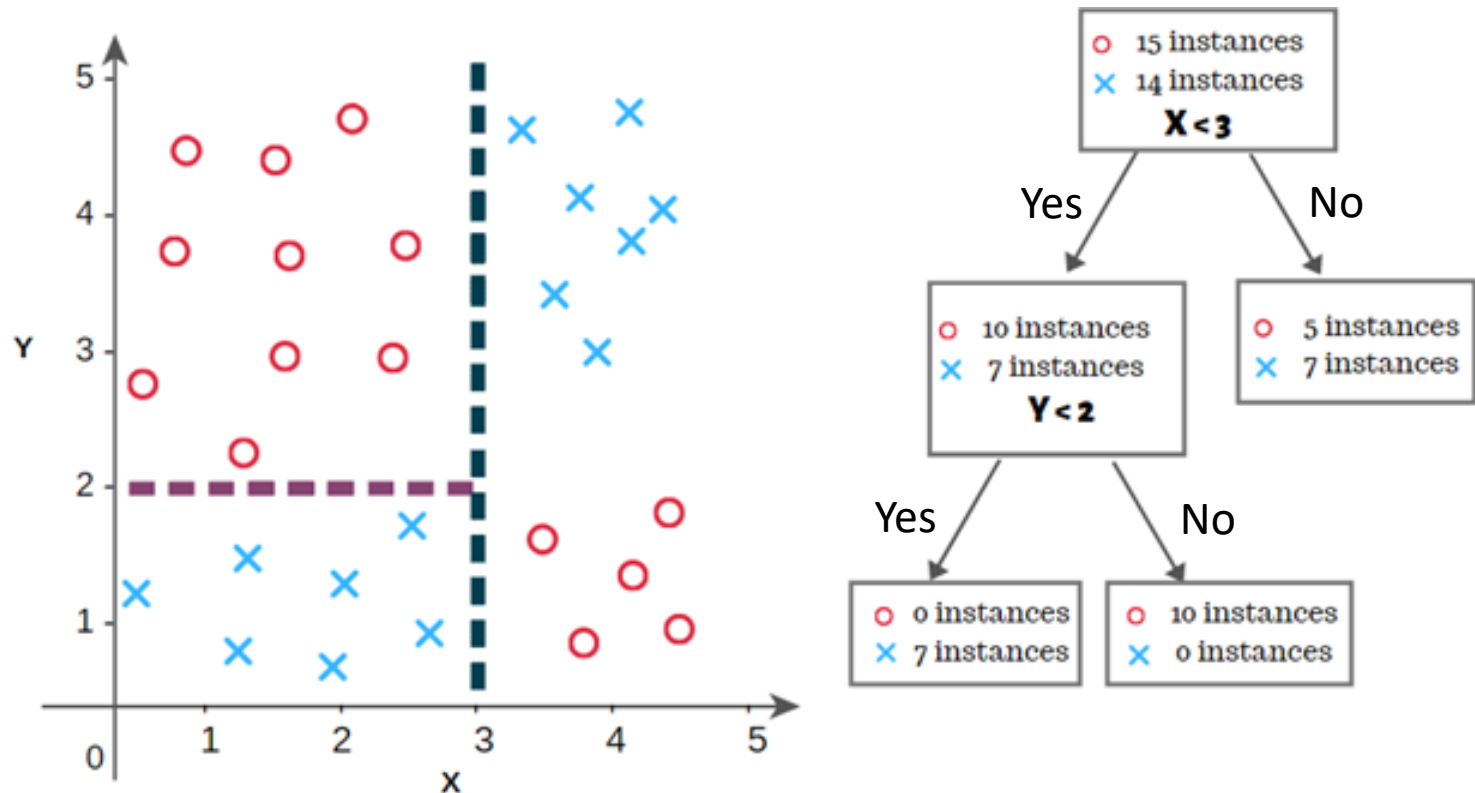 5
4
3
2
1
0
Y
1
2
3
4
5
X
15 instances
14 instances
X < 3
Yes
No
10 instances
7 instances
Y < 2
5 instances
7 instances
Yes
No
0 instances
7 instances
10 instances
0 instances